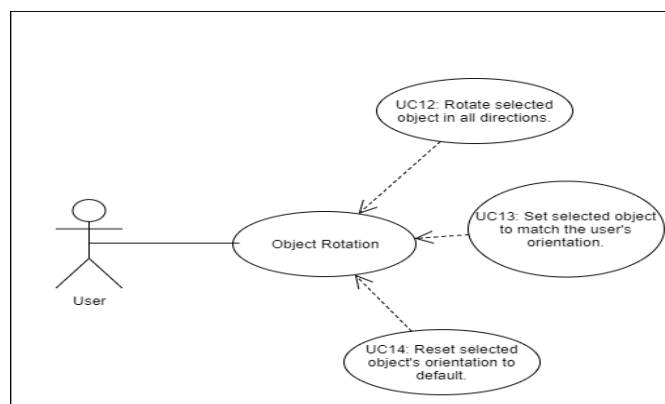 UC12: Rotate selected
object in all directions.
UC13: Set selected object
to match the user's
orientation.
Object Rotation
User
UC14: Reset selected
object's orientation to
default.